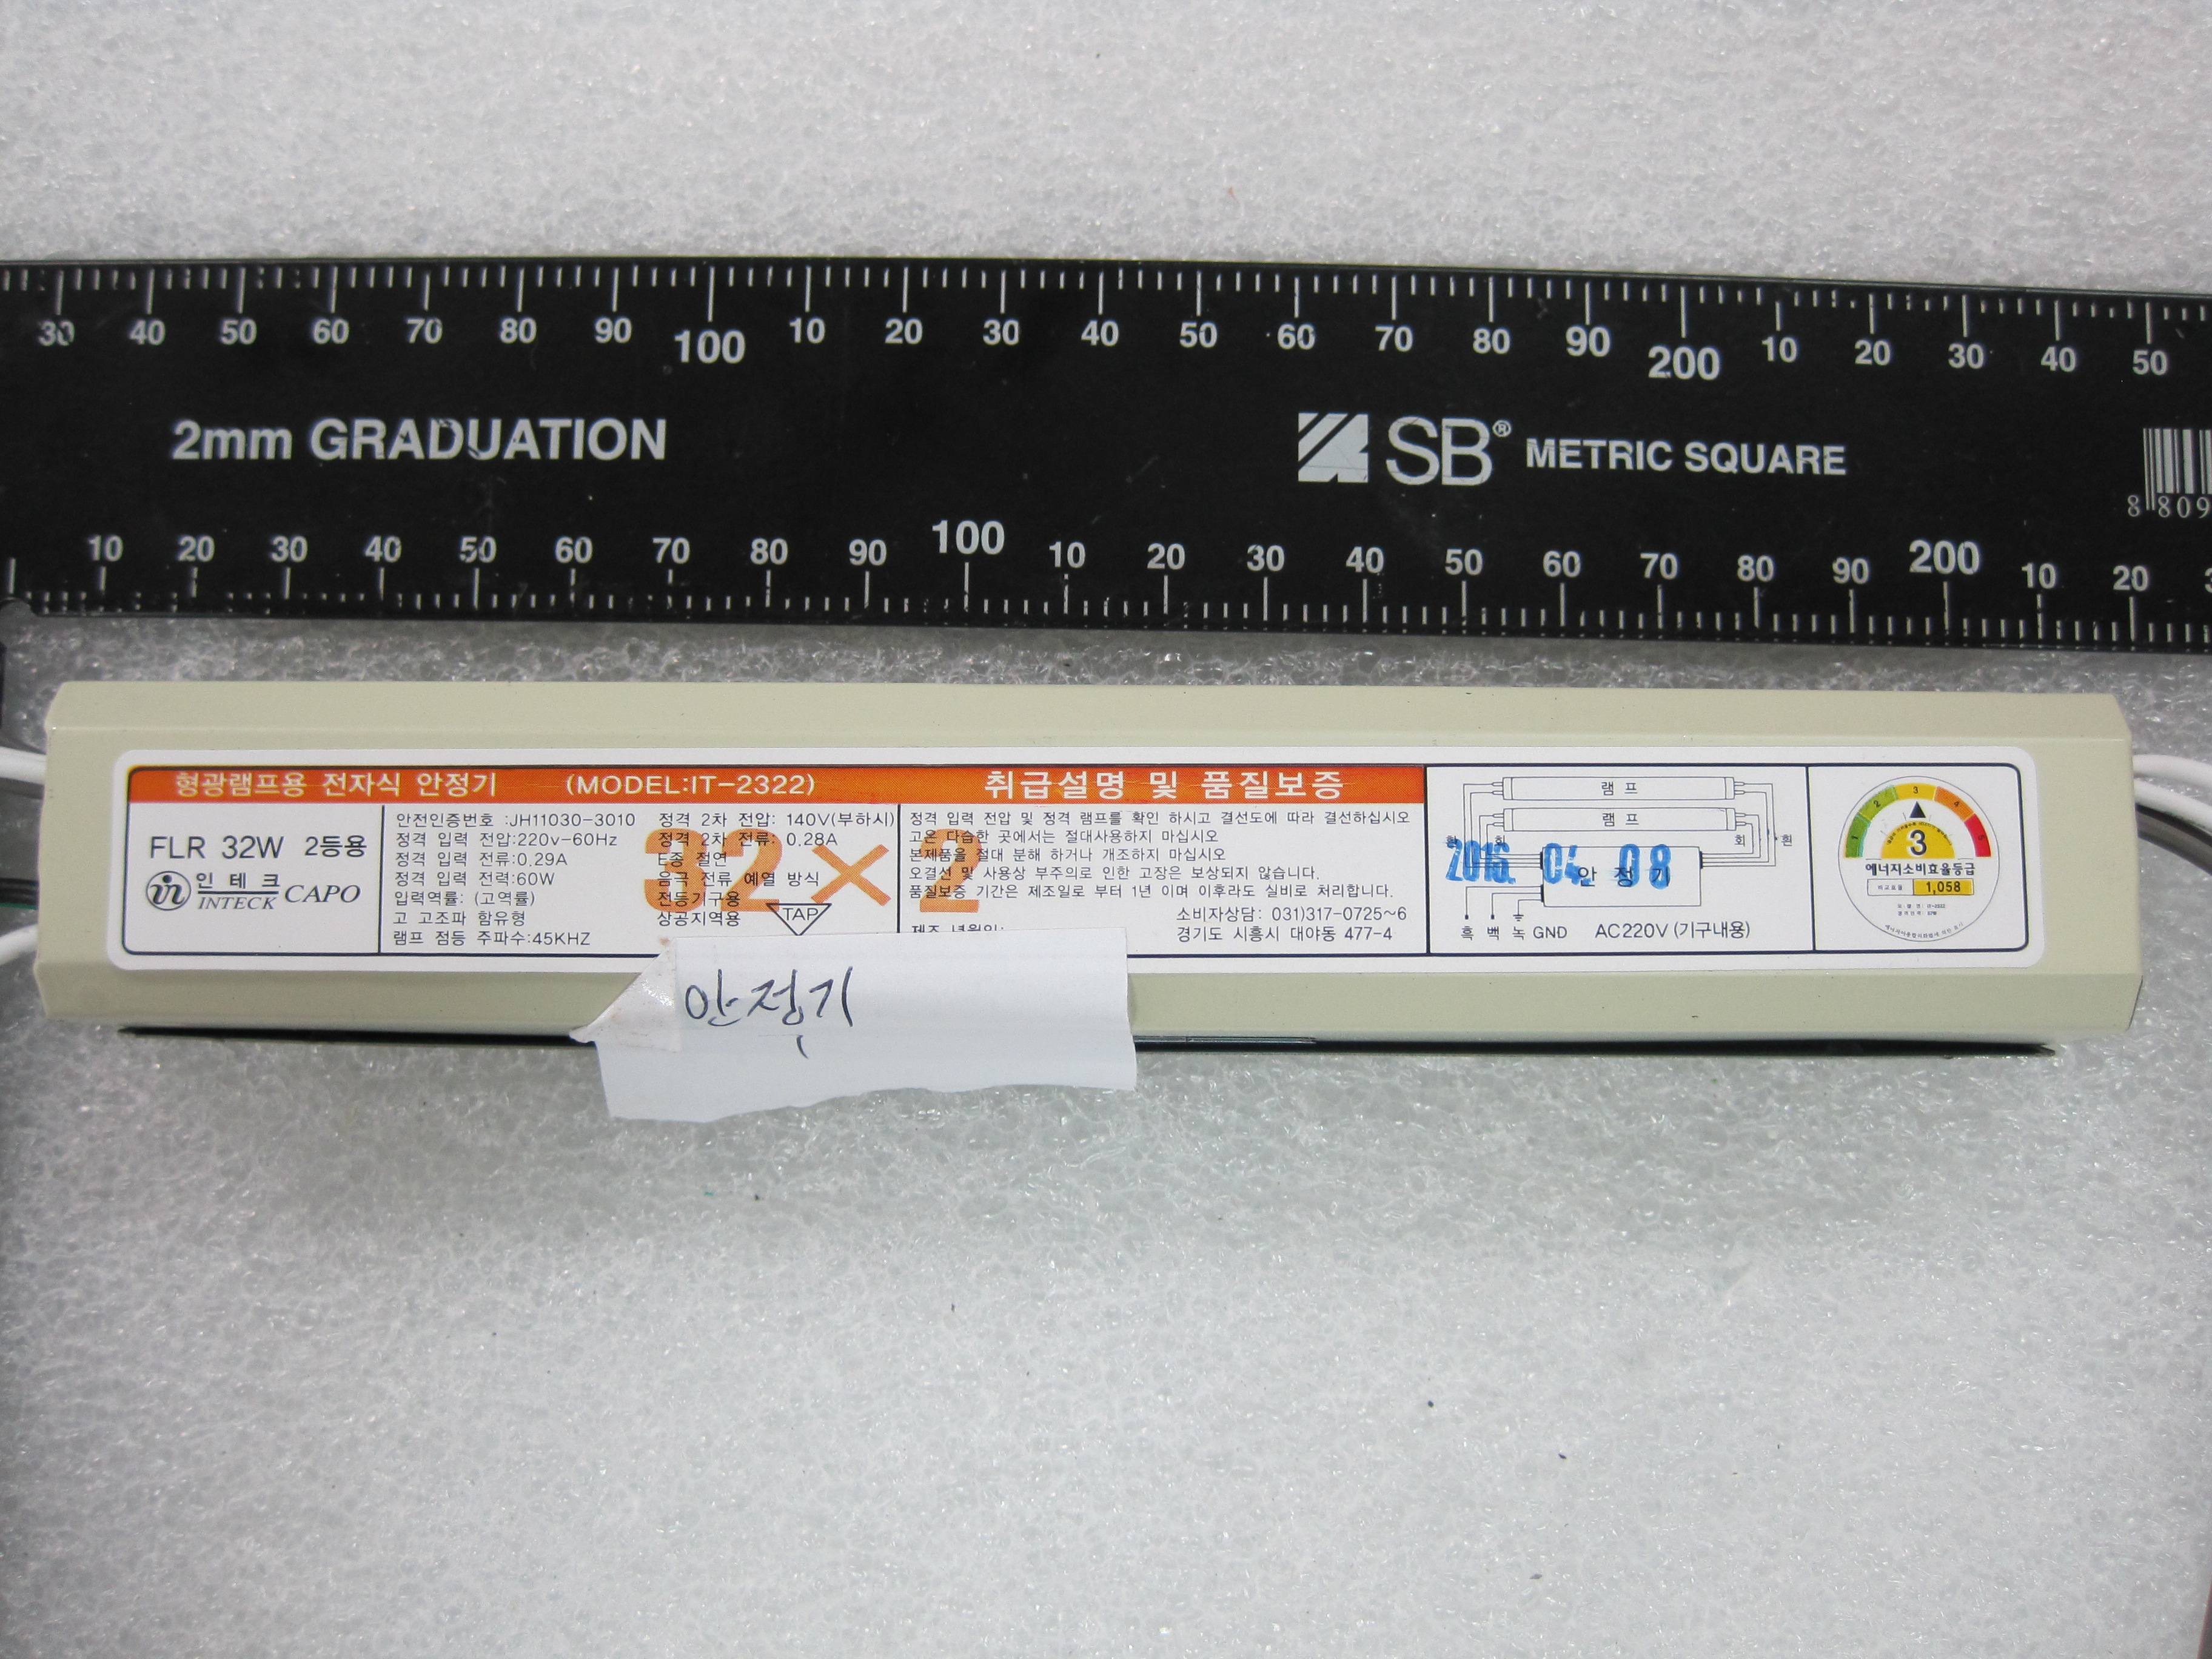 30 40 50 60 70 80 90 100 10 20 30 40 50 60 70 80 90 200 10 20 30 40 50
2mm GRADUATION
SB® METRIC SQUARE
8 809
10 20 30 40 50 60 70 80 90 100 10 20 30 40 50 60 70 80 90 200 10 20
형광램프용 전자식 안정기 (MODEL:IT-2322)
FLR 32W 2등용
인테크
INTECK CAPO
안전인증번호 :JH11030-3010
정격 입력 전압:220v-60Hz
정격 입력 전류:0.29A
정격 입력 전력:60W
입력역률: (고역률)
고 고조파 함유형
램프 점등 주파수:45KHZ
정격 2차 전압: 140V(부하시)
정격 2차 전류: 0.28A
E종 절연
음극 전류 예열 방식
전등기구용
상공지역용
TAP
32×2
취급설명 및 품질보증
정격 입력 전압 및 정격 램프를 확인 하시고 결선도에 따라 결선하십시오
고온 다습한 곳에서는 절대사용하지 마십시오
본제품을 절대 분해 하거나 개조하지 마십시오
오결선 및 사용상 부주의로 인한 고장은 보상되지 않습니다.
품질보증 기간은 제조일로 부터 1년 이며 이후라도 실비로 처리합니다.
소비자상담: 031)317-0725~6
제조 년월일:
경기도 시흥시 대야동 477-4
램 프
램 프
회 흰
2016. 04. 08
안 정 기
흑 백 녹 GND AC220V (기구내용)
1 2 3 4 5
3
에너지소비효율등급
1,058
안정기